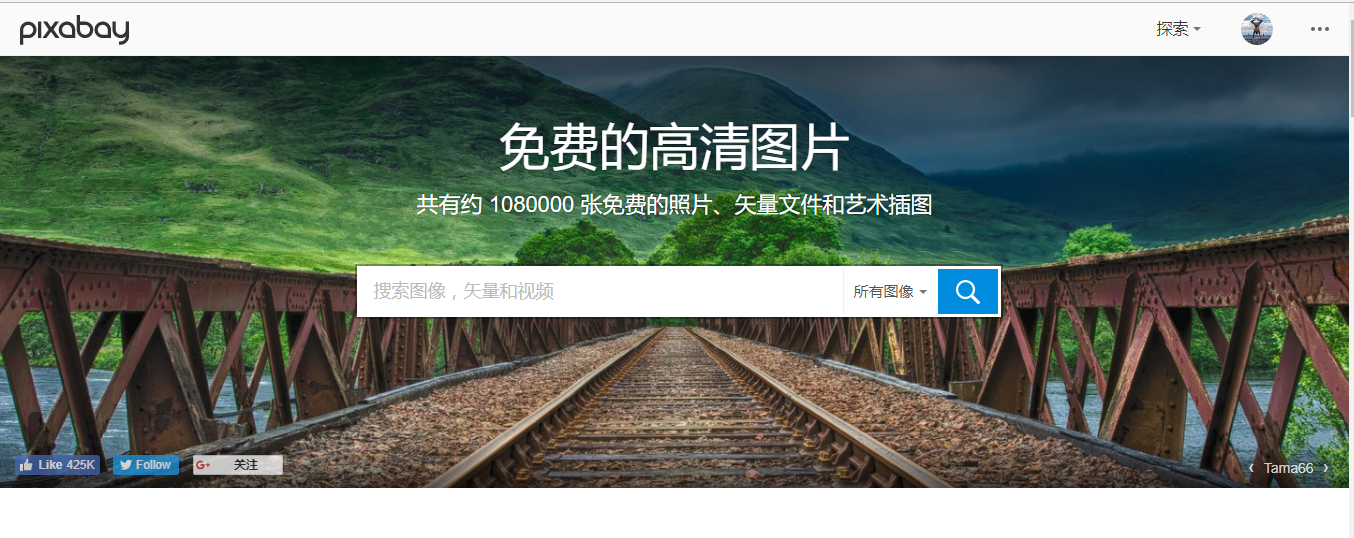 pixabay
探索
免费的高清图片
共有约 1080000 张免费的照片、矢量文件和艺术插图
搜索图像，矢量和视频
所有图像
Like 425K
Follow
G+ 关注
‹ Tama66 ›